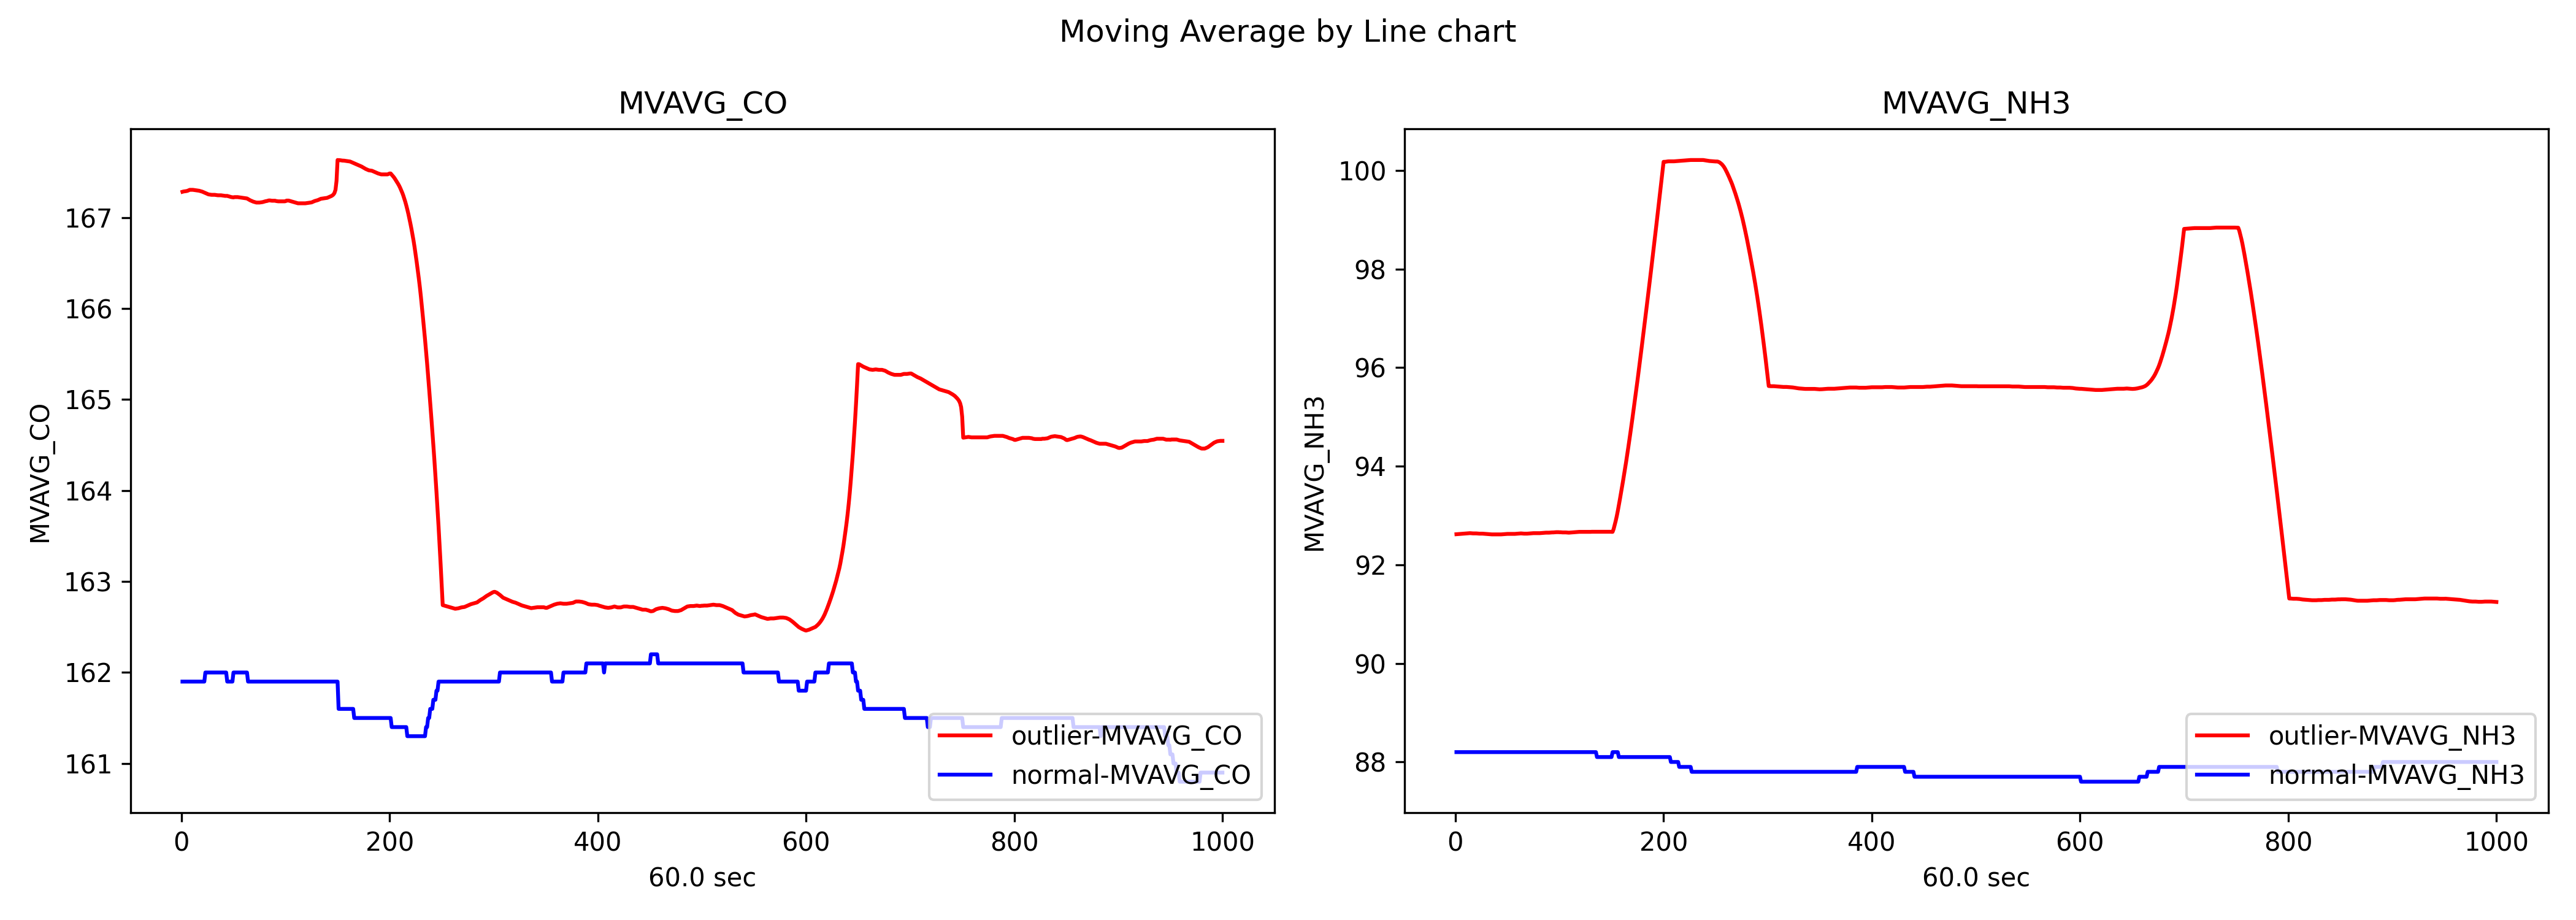 Moving Average by Line chart
MVAVG_CO
MVAVG_CO
167
166
165
164
163
162
161
0 200 400 600 800 1000
60.0 sec
outlier-MVAVG_CO
normal-MVAVG_CO
MVAVG_NH3
MVAVG_NH3
100
98
96
94
92
90
88
0 200 400 600 800 1000
60.0 sec
outlier-MVAVG_NH3
normal-MVAVG_NH3